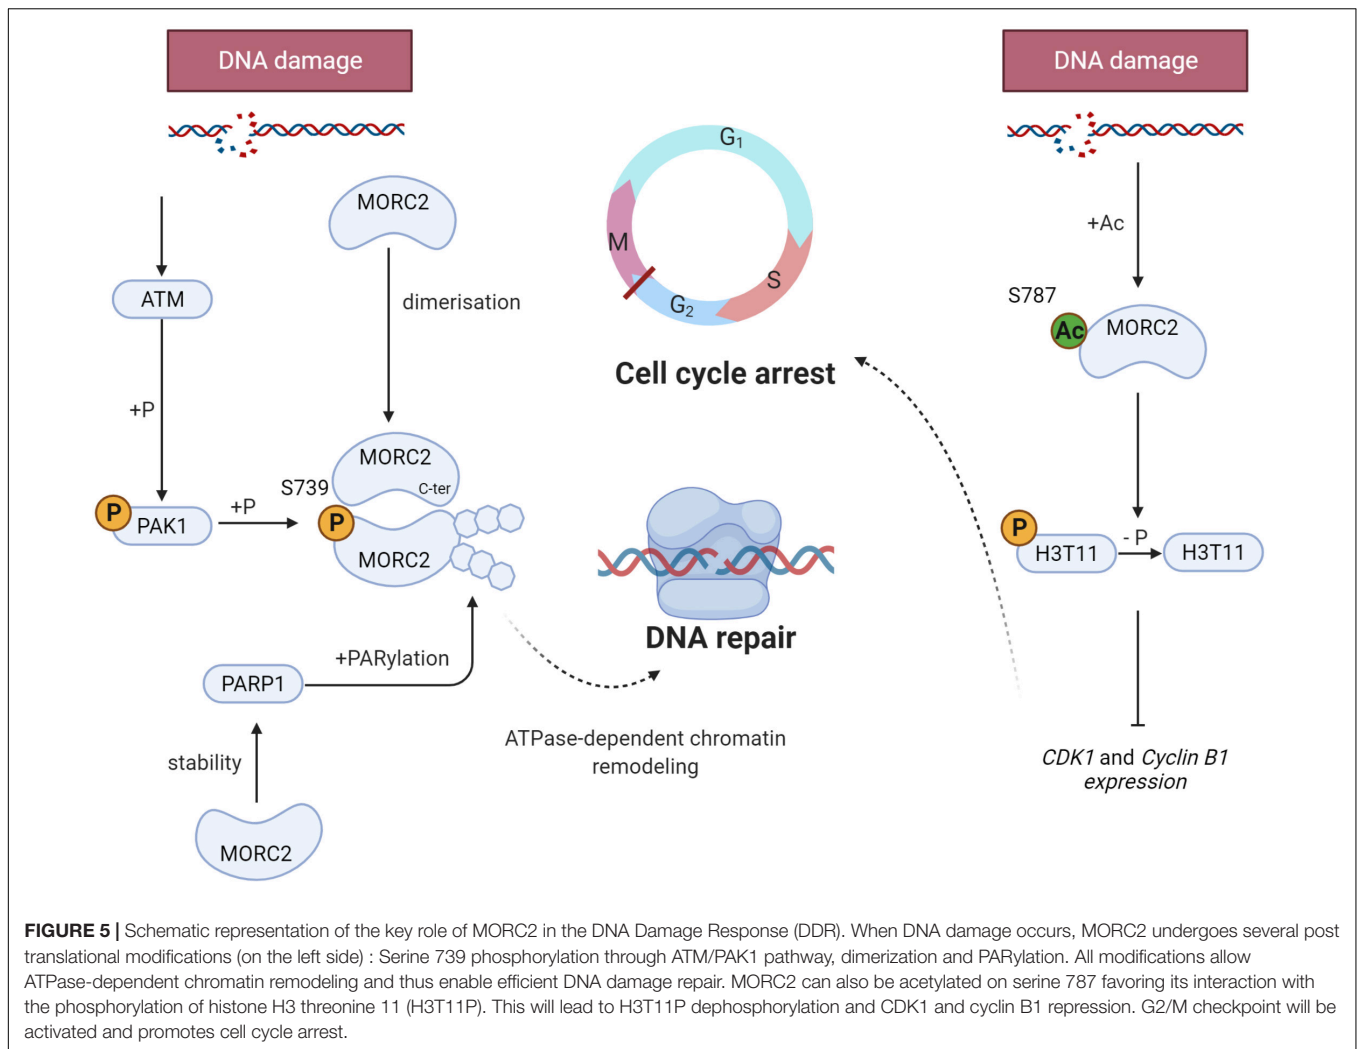 DNA damage
MORC2
ATM
dimerisation
+P
MORC2
C-ter
S739
P
PAK1
+P
P
MORC2
+PARylation
PARP1
stability
MORC2
ATPase-dependent chromatin
remodeling
G1
M
S
G2
Cell cycle arrest
DNA repair
DNA damage
+Ac
S787
Ac
MORC2
P
H3T11
- P
H3T11
CDK1 and Cyclin B1
expression
FIGURE 5 | Schematic representation of the key role of MORC2 in the DNA Damage Response (DDR). When DNA damage occurs, MORC2 undergoes several post
translational modifications (on the left side) : Serine 739 phosphorylation through ATM/PAK1 pathway, dimerization and PARylation. All modifications allow
ATPase-dependent chromatin remodeling and thus enable efficient DNA damage repair. MORC2 can also be acetylated on serine 787 favoring its interaction with
the phosphorylation of histone H3 threonine 11 (H3T11P). This will lead to H3T11P dephosphorylation and CDK1 and cyclin B1 repression. G2/M checkpoint will be
activated and promotes cell cycle arrest.